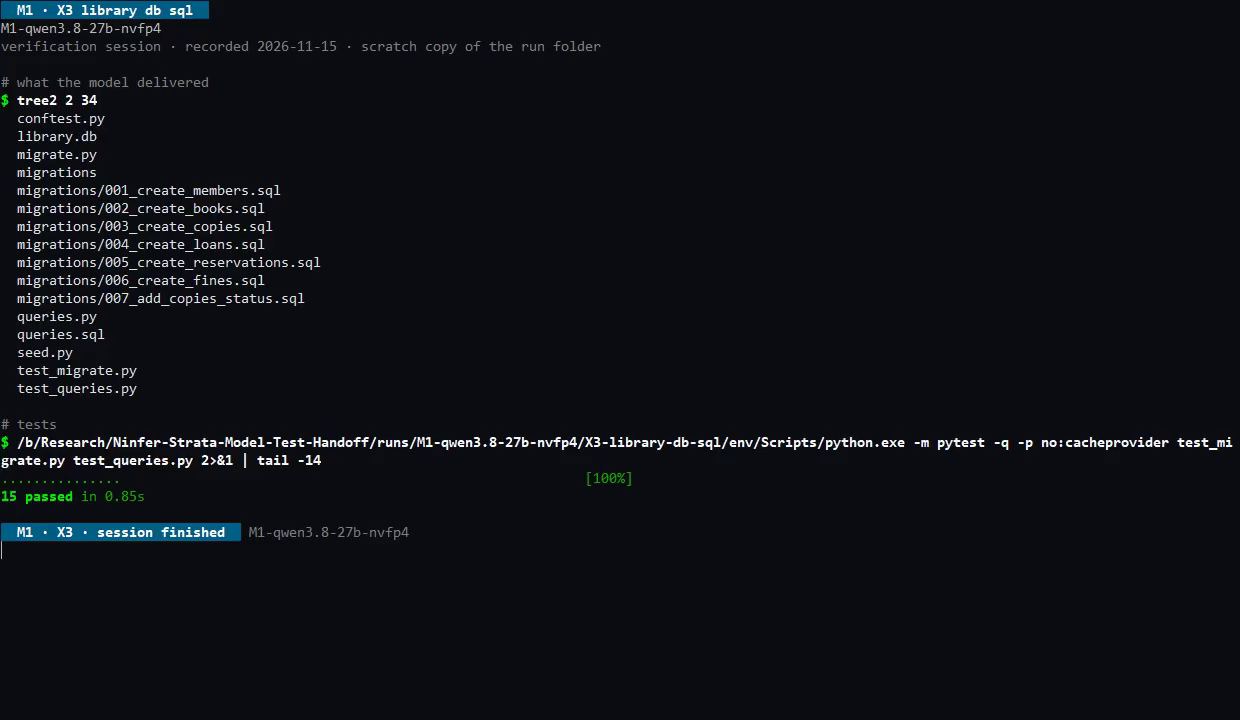 M1 · X3 library db sql
M1-qwen3.8-27b-nvfp4
verification session · recorded 2026-11-15 · scratch copy of the run folder
# what the model delivered
$ tree2 2 34
conftest.py
library.db
migrate.py
migrations
migrations/001_create_members.sql
migrations/002_create_books.sql
migrations/003_create_copies.sql
migrations/004_create_loans.sql
migrations/005_create_reservations.sql
migrations/006_create_fines.sql
migrations/007_add_copies_status.sql
queries.py
queries.sql
seed.py
test_migrate.py
test_queries.py
# tests
$ /b/Research/Ninfer-Strata-Model-Test-Handoff/runs/M1-qwen3.8-27b-nvfp4/X3-library-db-sql/env/Scripts/python.exe -m pytest -q -p no:cacheprovider test_mi
grate.py test_queries.py 2>&1 | tail -14
............... [100%]
15 passed in 0.85s
M1 · X3 · session finished M1-qwen3.8-27b-nvfp4